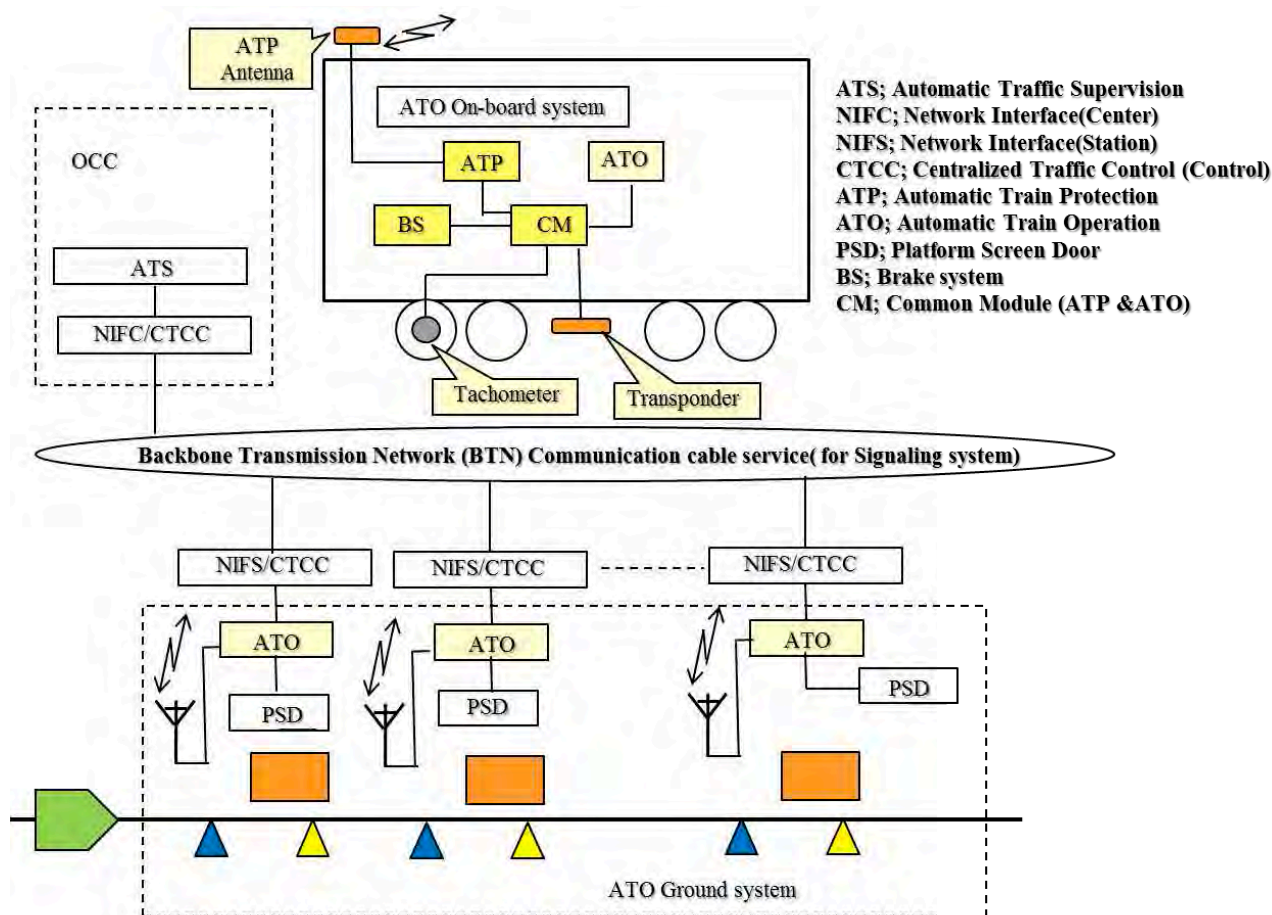 ATP
Antenna
ATO On-board system
ATP
ATO
BS
CM
Tachometer
Transponder
ATS; Automatic Traffic Supervision
NIFC; Network Interface(Center)
NIFS; Network Interface(Station)
CTCC; Centralized Traffic Control (Control)
ATP; Automatic Train Protection
ATO; Automatic Train Operation
PSD; Platform Screen Door
BS; Brake system
CM; Common Module (ATP &ATO)
OCC
ATS
NIFC/CTCC
Backbone Transmission Network (BTN) Communication cable service( for Signaling system)
NIFS/CTCC
NIFS/CTCC
NIFS/CTCC
ATO
ATO
ATO
PSD
PSD
PSD
ATO Ground system